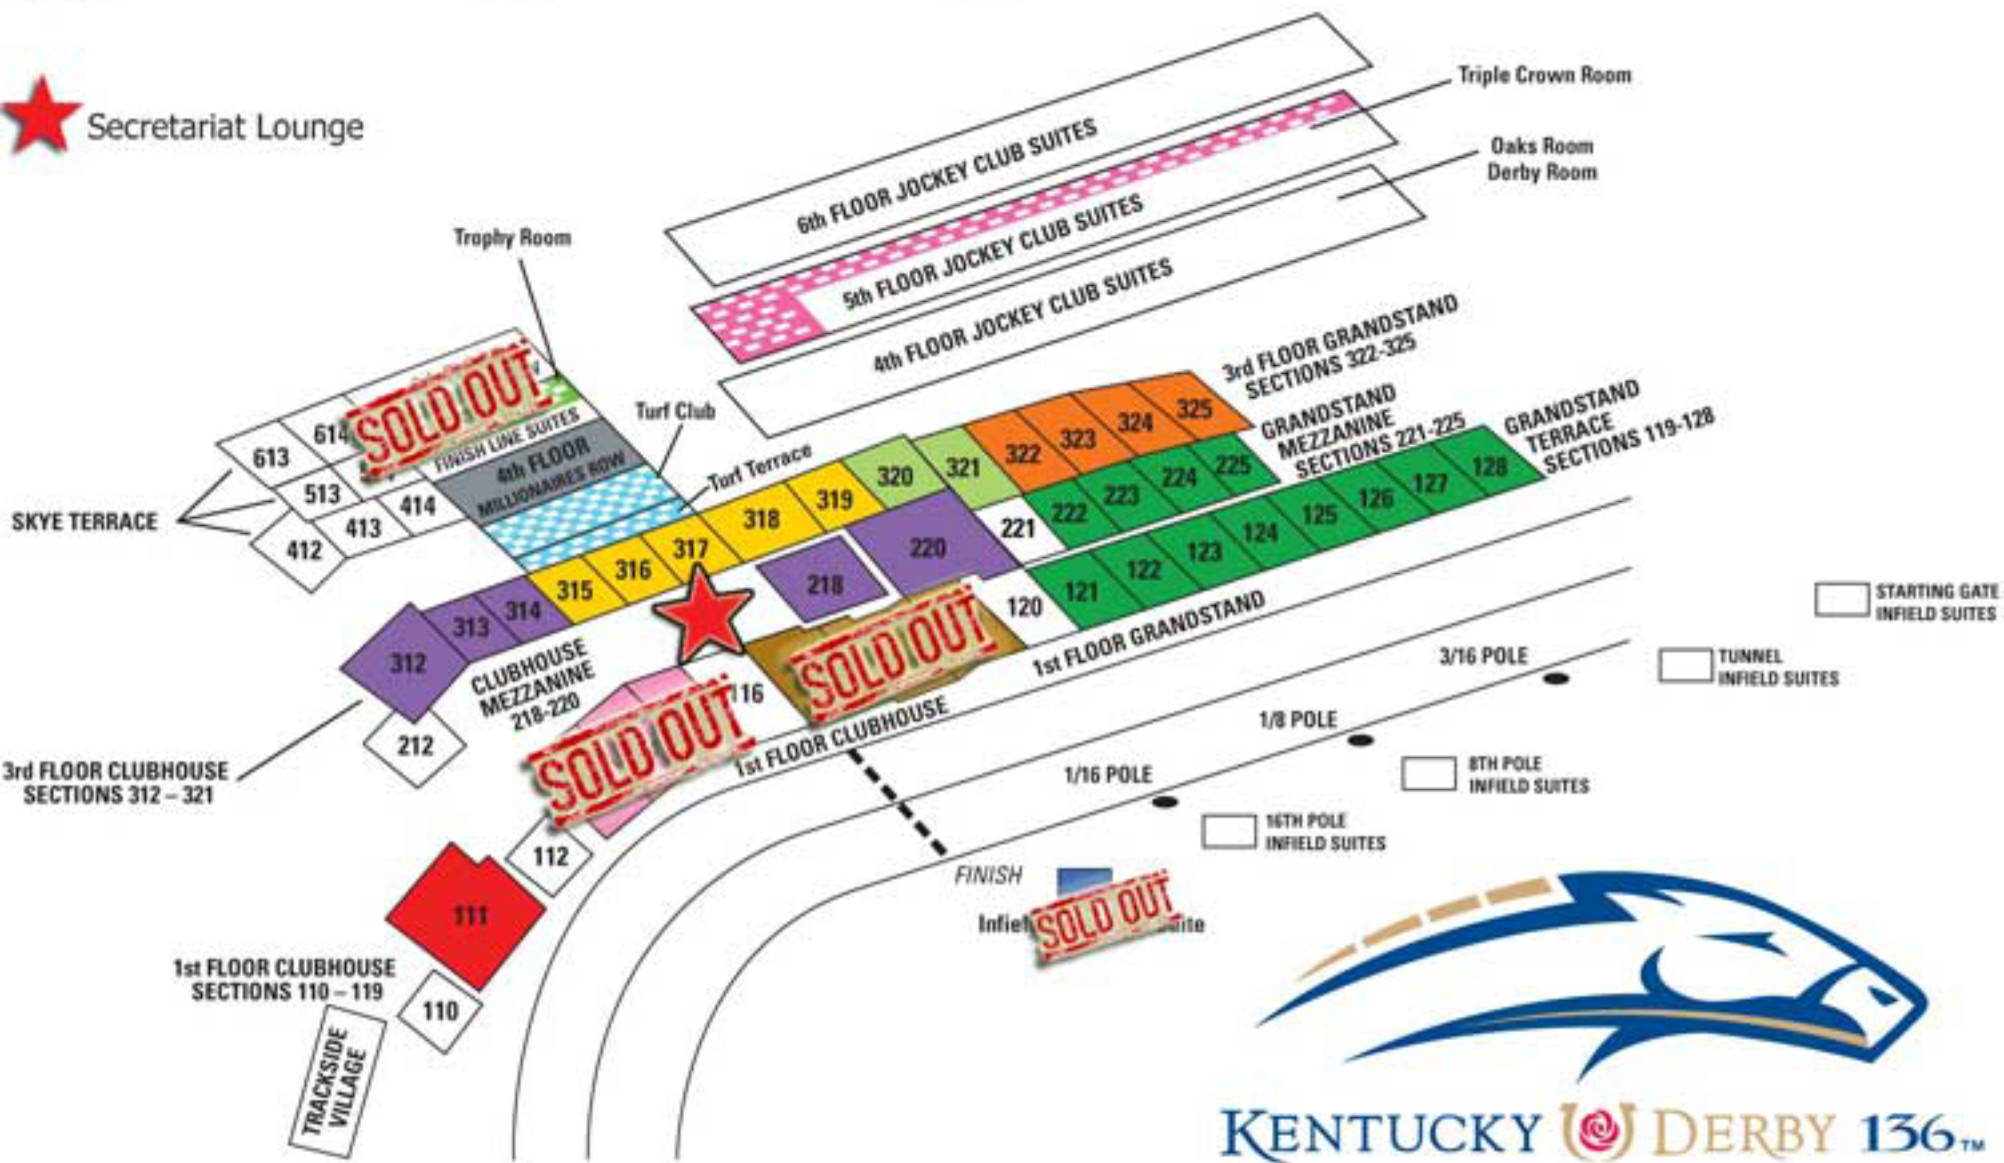 Secretariat Lounge
Triple Crown Room
Oaks Room
Derby Room
6th FLOOR JOCKEY CLUB SUITES
5th FLOOR JOCKEY CLUB SUITES
4th FLOOR JOCKEY CLUB SUITES
Trophy Room
SOLD OUT
613
614
513
412
413
414
SKYE TERRACE
FINISH LINE SUITES
4th FLOOR
MILLIONAIRES ROW
Turf Club
Turf Terrace
3rd FLOOR GRANDSTAND
SECTIONS 322-325
GRANDSTAND
MEZZANINE
SECTIONS 221-225
GRANDSTAND
TERRACE
SECTIONS 119-128
312
313
314
315
316
317
318
319
320
321
322
323
324
325
212
218
220
221
222
223
224
225
120
121
122
123
124
125
126
127
128
CLUBHOUSE
MEZZANINE
218-220
SOLD OUT
SOLD OUT
116
1st FLOOR GRANDSTAND
1st FLOOR CLUBHOUSE
3rd FLOOR CLUBHOUSE
SECTIONS 312 – 321
112
111
110
1st FLOOR CLUBHOUSE
SECTIONS 110 – 119
TRACKSIDE
VILLAGE
3/16 POLE
1/8 POLE
1/16 POLE
STARTING GATE
INFIELD SUITES
TUNNEL
INFIELD SUITES
8TH POLE
INFIELD SUITES
16TH POLE
INFIELD SUITES
FINISH
SOLD OUT
KENTUCKY DERBY 136 TM